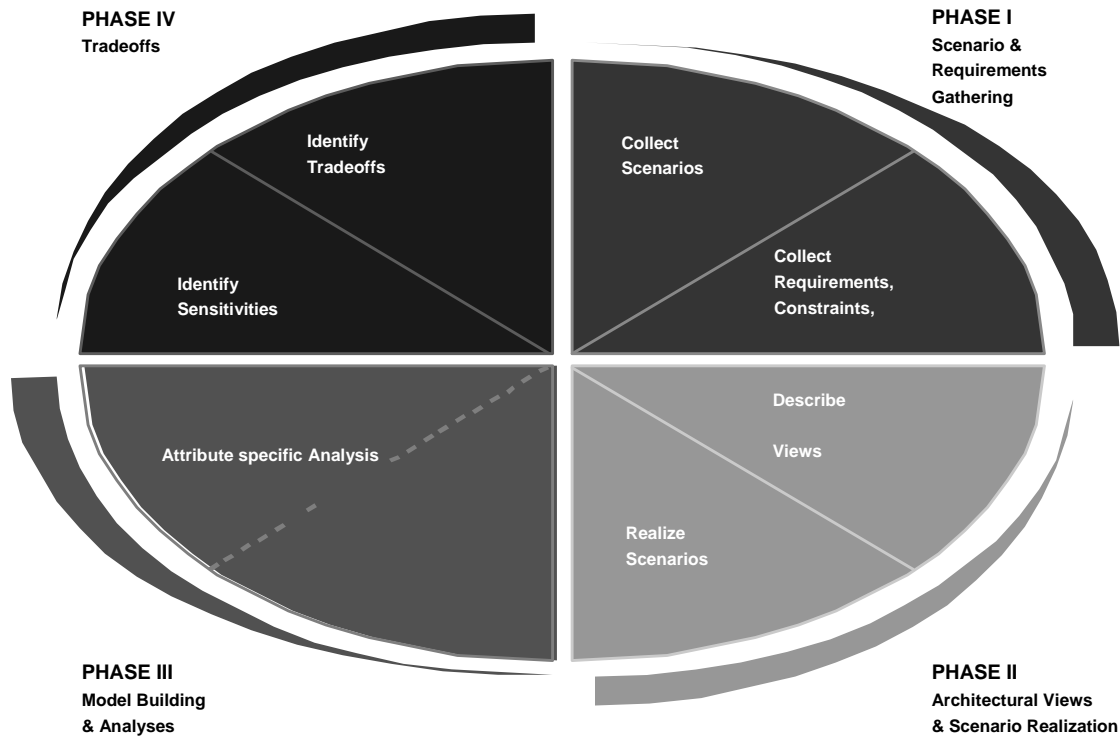 PHASE IV
Tradeoffs
PHASE I
Scenario &
Requirements
Gathering
Identify
Tradeoffs
Collect
Scenarios
Identify
Sensitivities
Collect
Requirements,
Constraints,
Attribute specific Analysis
Describe
Views
Realize
Scenarios
PHASE III
Model Building
& Analyses
PHASE II
Architectural Views
& Scenario Realization